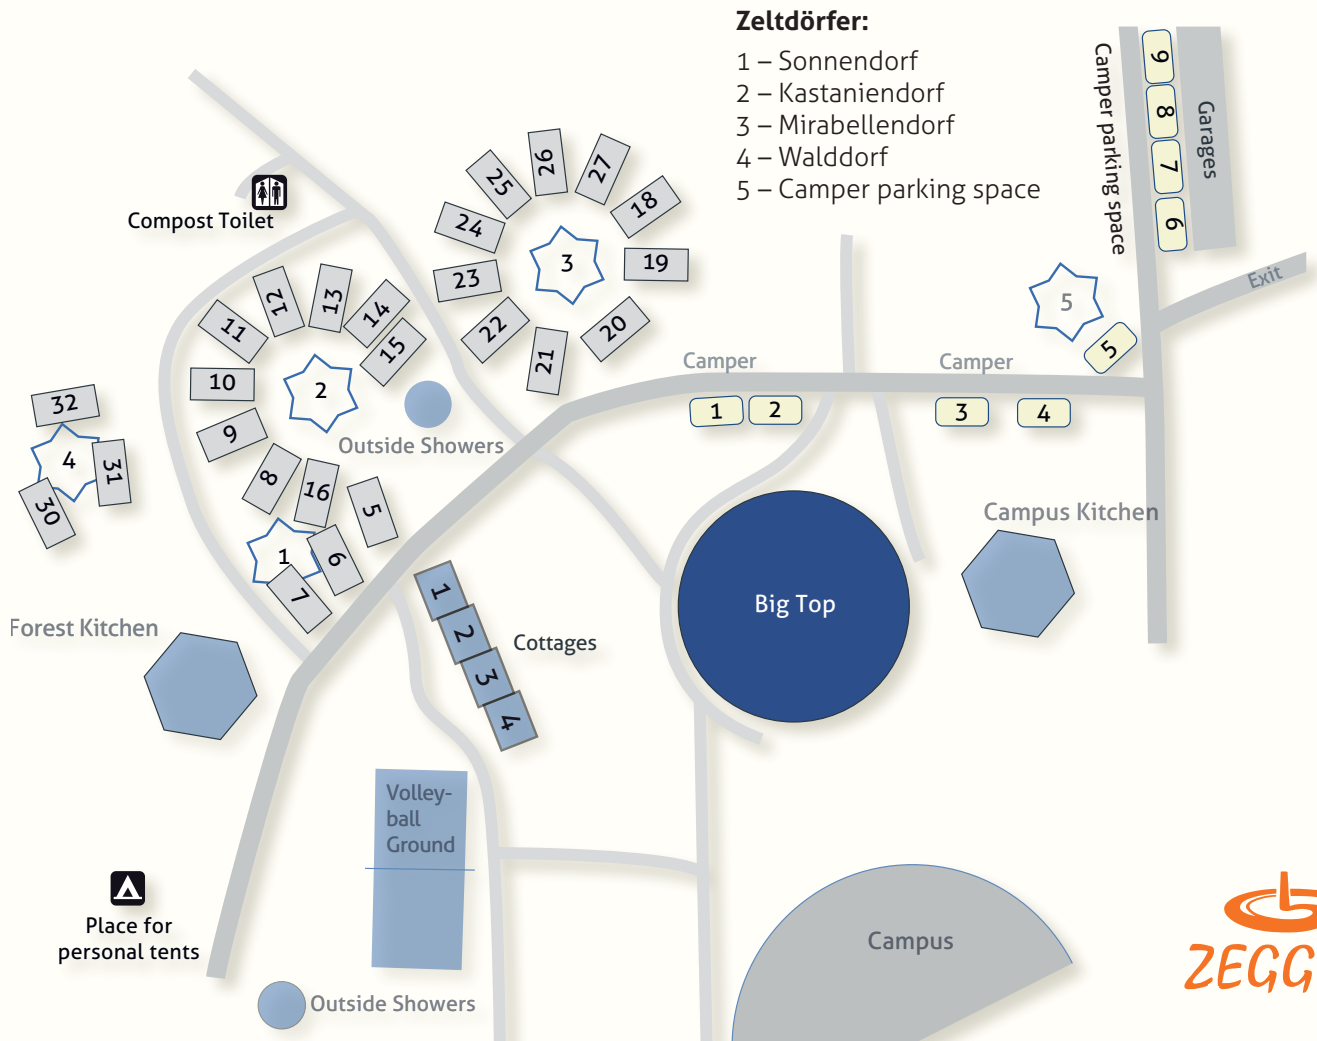 Zeltdörfer:
1 – Sonnendorf
2 – Kastaniendorf
3 – Mirabellendorf
4 – Walddorf
5 – Camper parking space
Camper parking space
9
8
7
6
Garages
Exit
5
5
Compost Toilet
26
27
25
18
24
3
19
23
22
20
21
12
13
14
11
15
10
2
9
8
16
5
Outside Showers
32
4
31
30
1
6
7
Camper
1
2
Camper
3
4
Campus Kitchen
Big Top
Forest Kitchen
1
2
3
4
Cottages
Volley-
ball
Ground
Place for
personal tents
Outside Showers
Campus
ZEGG